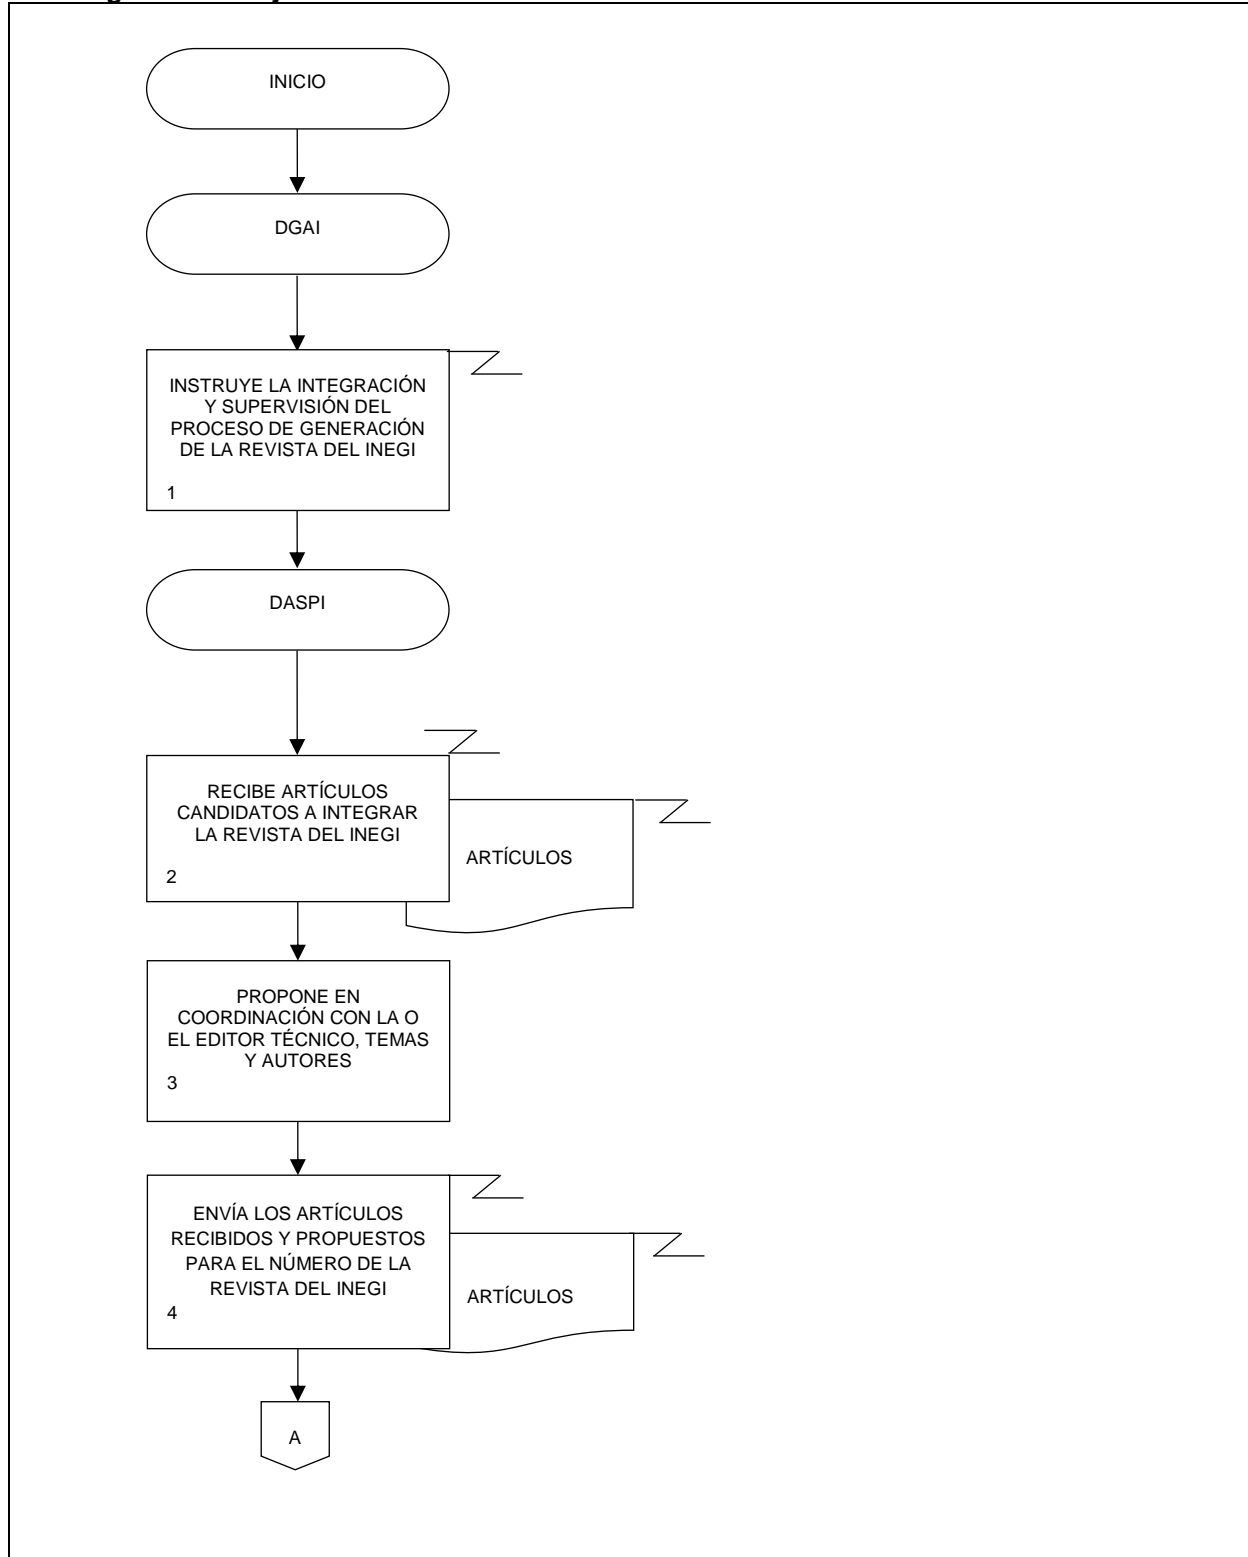 INICIO
DGAI
INSTRUYE LA INTEGRACIÓN
Y SUPERVISIÓN DEL
PROCESO DE GENERACIÓN
DE LA REVISTA DEL INEGI
1
DASPI
RECIBE ARTÍCULOS
CANDIDATOS A INTEGRAR
LA REVISTA DEL INEGI
2
ARTÍCULOS
PROPONE EN
COORDINACIÓN CON LA O
EL EDITOR TÉCNICO, TEMAS
Y AUTORES
3
ENVÍA LOS ARTÍCULOS
RECIBIDOS Y PROPUESTOS
PARA EL NÚMERO DE LA
REVISTA DEL INEGI
4
ARTÍCULOS
A